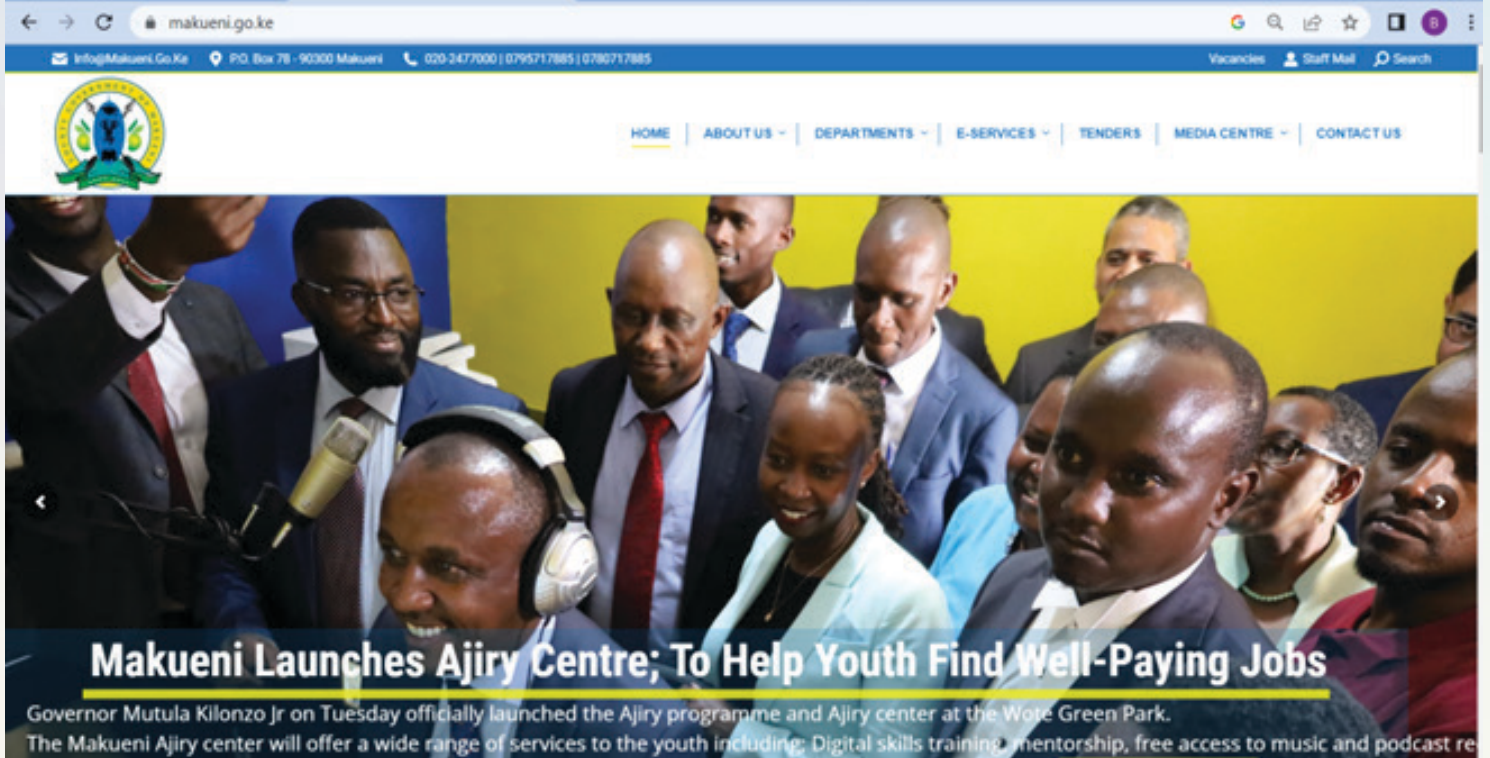 makueni.go.ke
Info@Makueni.Go.Ke P.O. Box 78 - 90300 Makueni 020-2477000 | 0795717885 | 0780717885 Vacancies Staff Mail Search
HOME ABOUT US DEPARTMENTS E-SERVICES TENDERS MEDIA CENTRE CONTACT US
Makueni Launches Ajiry Centre; To Help Youth Find Well-Paying Jobs
Governor Mutula Kilonzo Jr on Tuesday officially launched the Ajiry programme and Ajiry center at the Wote Green Park.
The Makueni Ajiry center will offer a wide range of services to the youth including; Digital skills training, mentorship, free access to music and podcast re